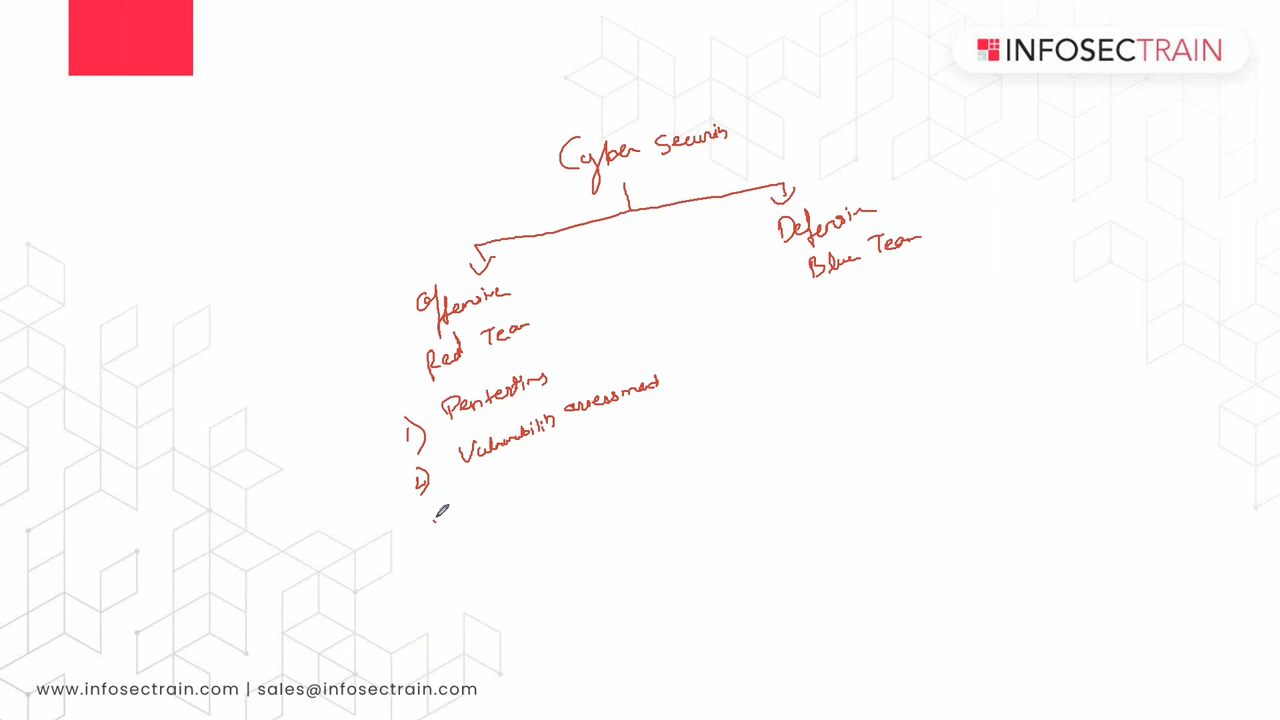 INFOSECTRAIN
Cyber Securit
Defensive
Blue Team
Offensive
Red Team
1) Pentesting
2) Vulnerability assessment
www.infosectrain.com | sales@infosectrain.com